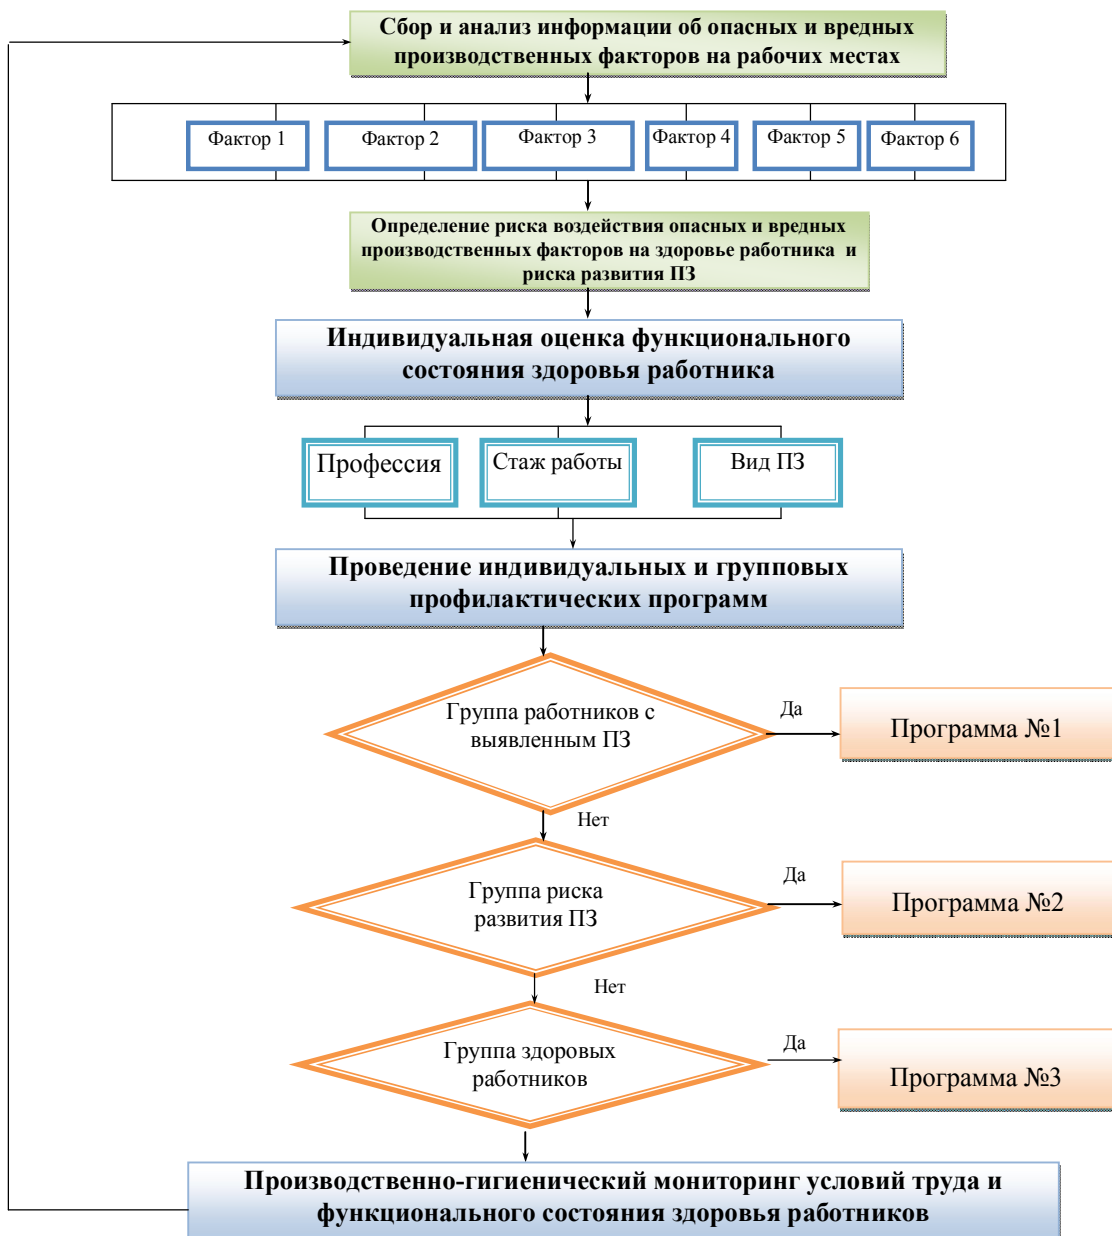 Сбор и анализ информации об опасных и вредных
производственных факторов на рабочих местах
Фактор 1
Фактор 2
Фактор 3
Фактор 4
Фактор 5
Фактор 6
Определение риска воздействия опасных и вредных
производственных факторов на здоровье работника и
риска развития ПЗ
Индивидуальная оценка функционального
состояния здоровья работника
Профессия
Стаж работы
Вид ПЗ
Проведение индивидуальных и групповых
профилактических программ
Группа работников с
выявленным ПЗ
Да
Программа №1
Нет
Группа риска
развития ПЗ
Да
Программа №2
Нет
Группа здоровых
работников
Да
Программа №3
Производственно-гигиенический мониторинг условий труда и
функционального состояния здоровья работников